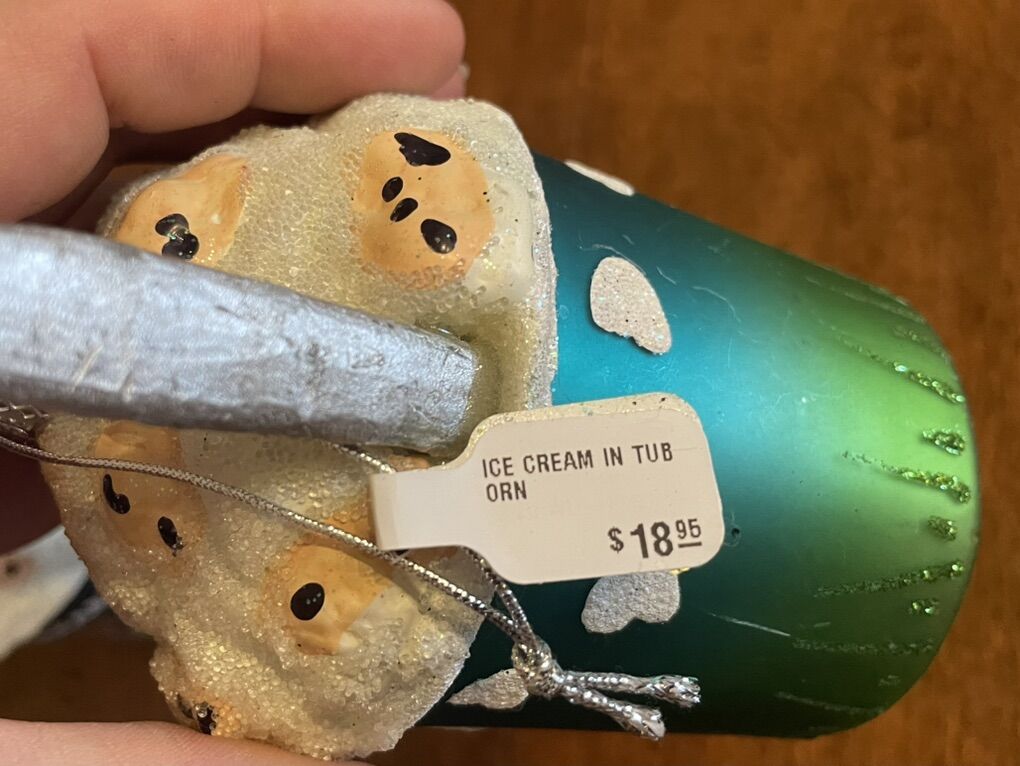 ICE CREAM IN TUB
ORN
$18.95